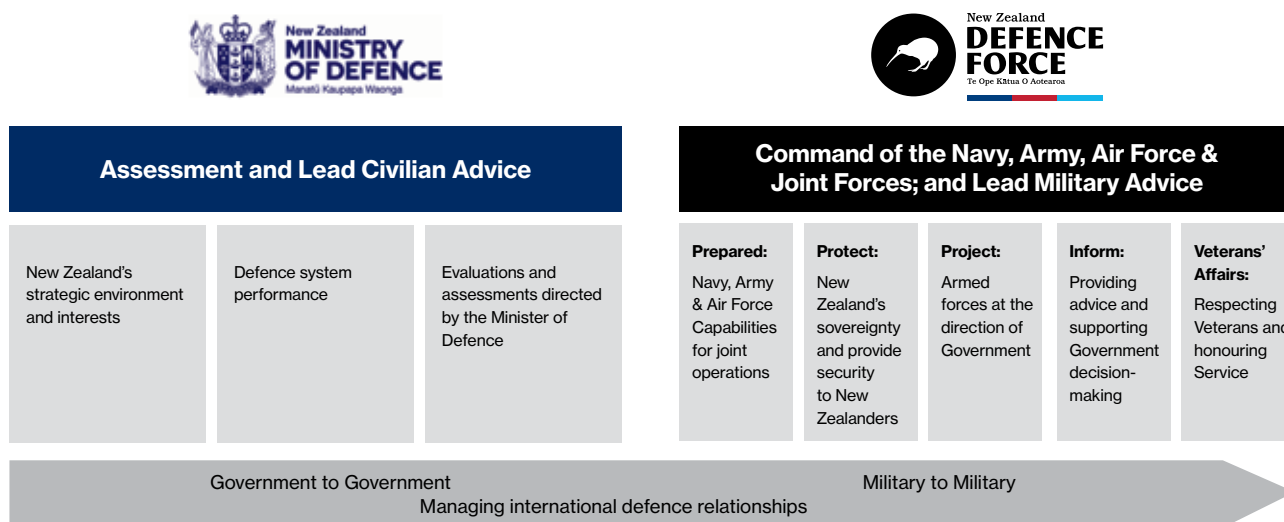 New Zealand
MINISTRY
OF DEFENCE
Manatū Kaupapa Waonga
New Zealand
DEFENCE
FORCE
Te Ope Kātua O Aotearoa
Assessment and Lead Civilian Advice
New Zealand's
strategic environment
and interests
Defence system
performance
Evaluations and
assessments directed
by the Minister of
Defence
Command of the Navy, Army, Air Force &
Joint Forces; and Lead Military Advice
Prepared:
Navy, Army
& Air Force
Capabilities
for joint
operations
Protect:
New
Zealand's
sovereignty
and provide
security
to New
Zealanders
Project:
Armed
forces at the
direction of
Government
Inform:
Providing
advice and
supporting
Government
decision-
making
Veterans'
Affairs:
Respecting
Veterans and
honouring
Service
Government to Government
Military to Military
Managing international defence relationships